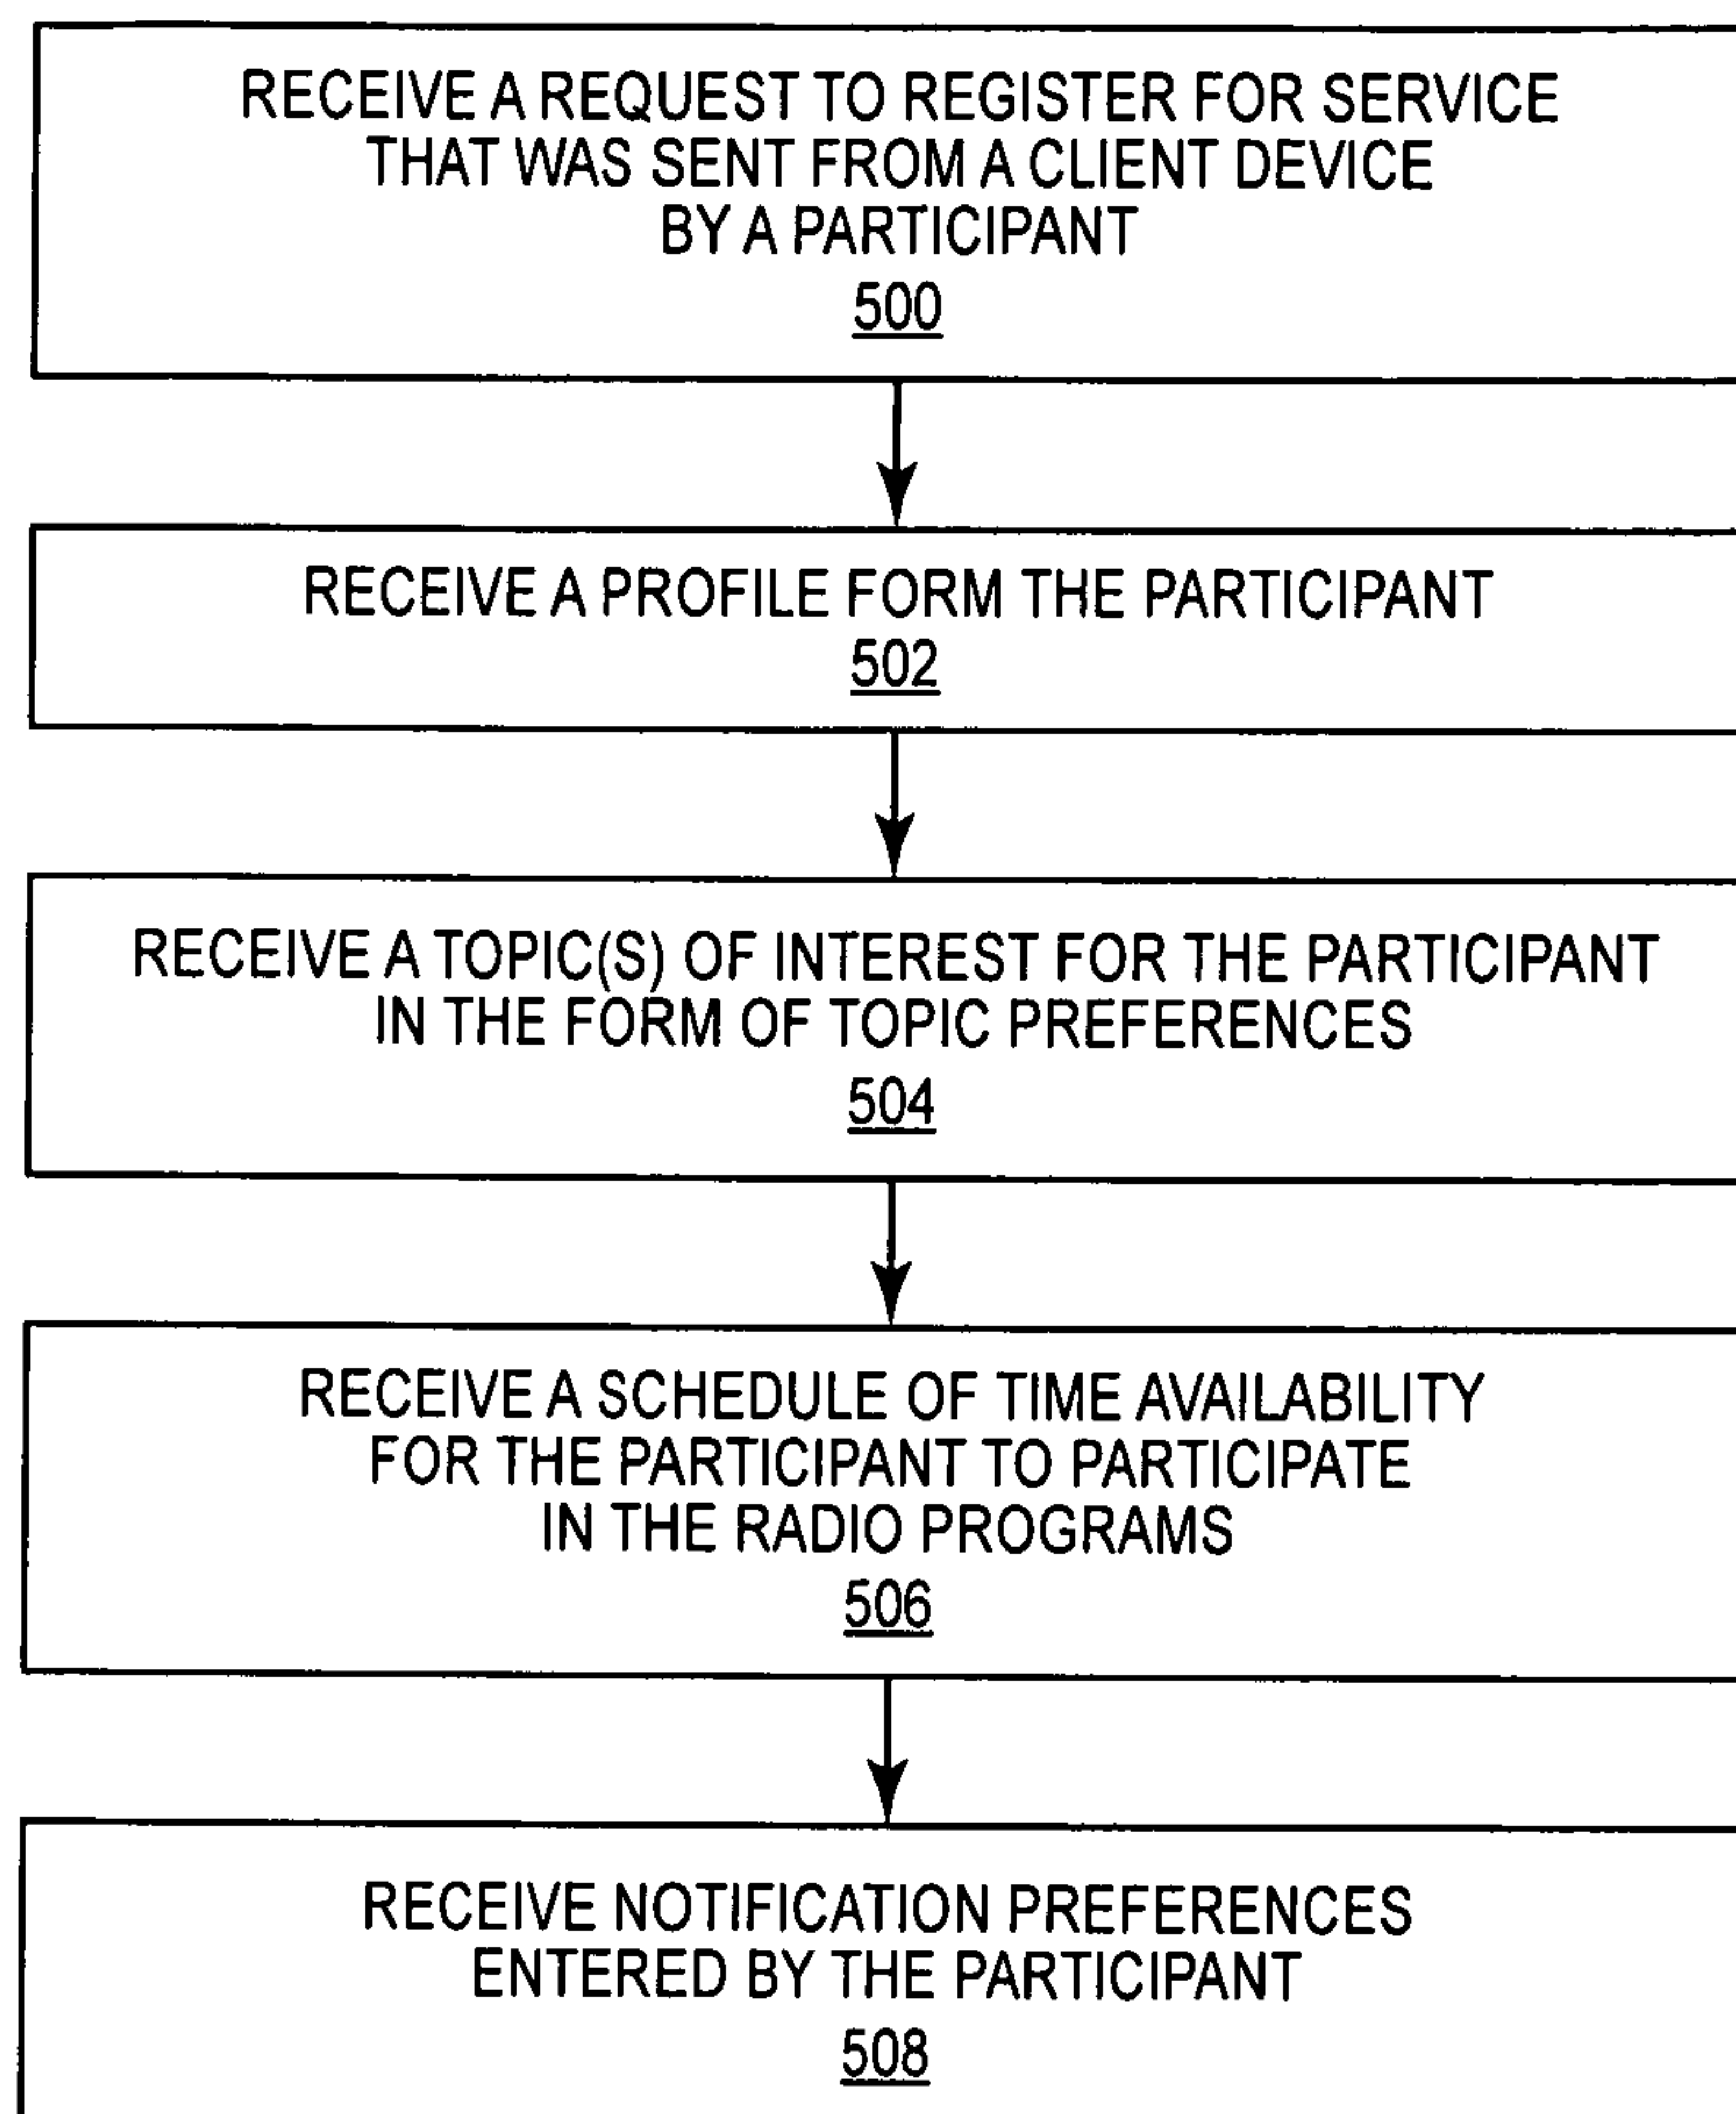 RECEIVE A REQUEST TO REGISTER FOR SERVICE
THAT WAS SENT FROM A CLIENT DEVICE
BY A PARTICIPANT
500
RECEIVE A PROFILE FORM THE PARTICIPANT
502
RECEIVE A TOPIC(S) OF INTEREST FOR THE PARTICIPANT
IN THE FORM OF TOPIC PREFERENCES
504
RECEIVE A SCHEDULE OF TIME AVAILABILITY
FOR THE PARTICIPANT TO PARTICIPATE
IN THE RADIO PROGRAMS
506
RECEIVE NOTIFICATION PREFERENCES
ENTERED BY THE PARTICIPANT
508